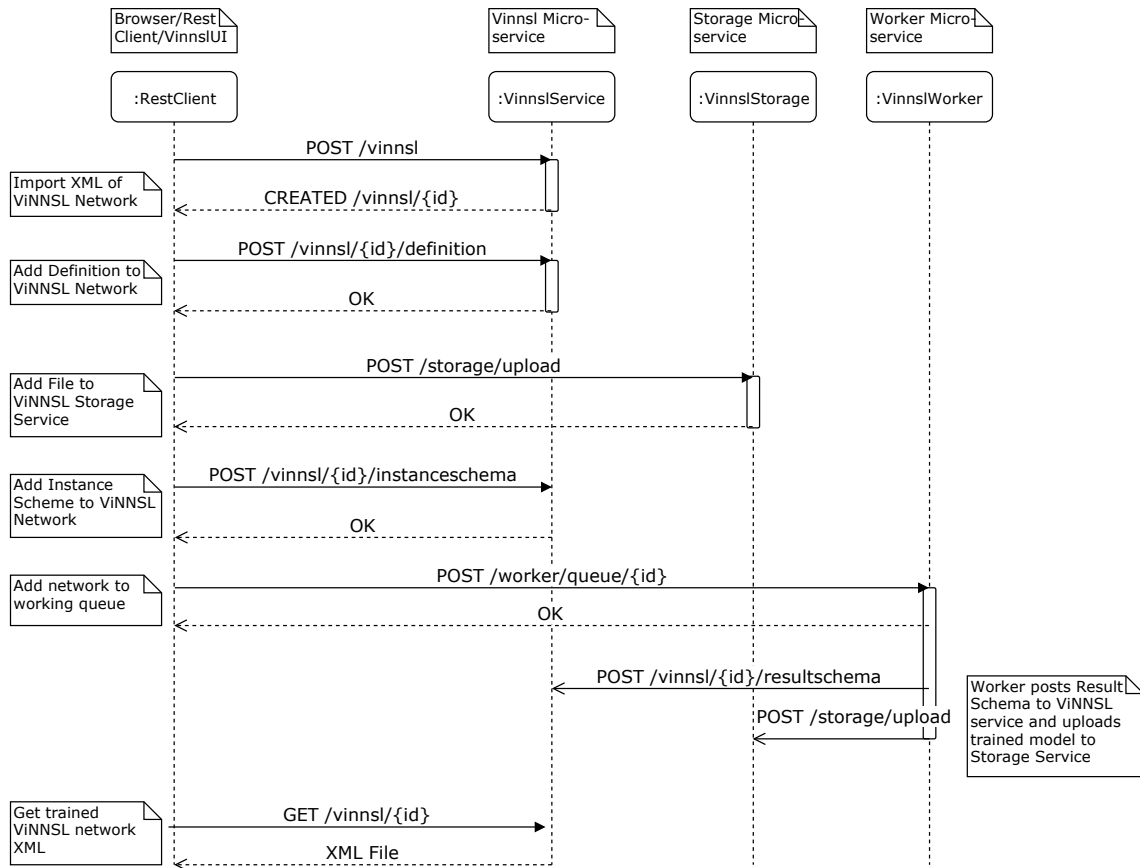 Browser/Rest
Client/VinnslUI
Vinnsl Micro-
service
Storage Micro-
service
Worker Micro-
service
:RestClient
:VinnslService
:VinnslStorage
:VinnslWorker
POST /vinnsl
Import XML of
ViNNSL Network
CREATED /vinnsl/{id}
POST /vinnsl/{id}/definition
Add Definition to
ViNNSL Network
OK
POST /storage/upload
Add File to
ViNNSL Storage
Service
OK
POST /vinnsl/{id}/instanceschema
Add Instance
Scheme to ViNNSL
Network
OK
POST /worker/queue/{id}
Add network to
working queue
OK
POST /vinnsl/{id}/resultschema
POST /storage/upload
Worker posts Result
Schema to ViNNSL
service and uploads
trained model to
Storage Service
Get trained
ViNNSL network
XML
GET /vinnsl/{id}
XML File